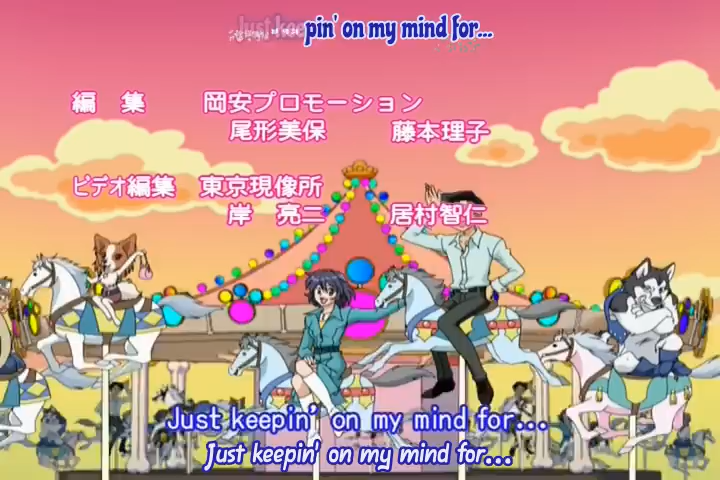 Just keepin' on my mind for...
編 集 岡安プロモーション
尾形美保 藤本理子
ビデオ編集 東京現像所
岸 亮二 居村智仁
Just keepin' on my mind for...
Just keepin' on my mind for...